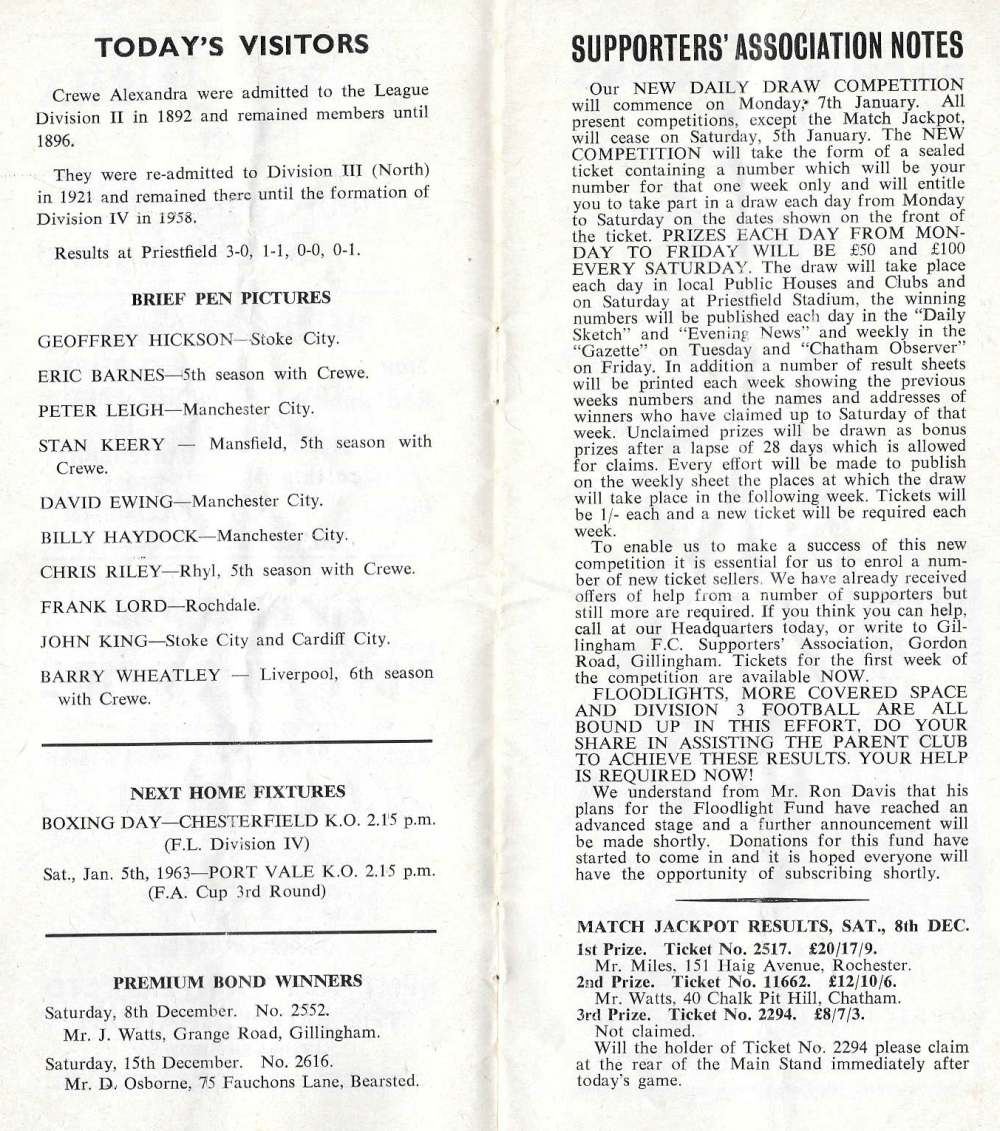 TODAY'S VISITORS
Crewe Alexandra were admitted to the League
Division II in 1892 and remained members until
1896.
They were re-admitted to Division III (North)
in 1921 and remained there until the formation of
Division IV in 1958.
Results at Priestfield 3-0, 1-1, 0-0, 0-1.
BRIEF PEN PICTURES
GEOFFREY HICKSON—Stoke City.
ERIC BARNES—5th season with Crewe.
PETER LEIGH—Manchester City.
STAN KEERY — Mansfield, 5th season with
Crewe.
DAVID EWING—Manchester City.
BILLY HAYDOCK—Manchester City.
CHRIS RILEY—Rhyl, 5th season with Crewe.
FRANK LORD—Rochdale.
JOHN KING—Stoke City and Cardiff City.
BARRY WHEATLEY — Liverpool, 6th season
with Crewe.
NEXT HOME FIXTURES
BOXING DAY—CHESTERFIELD K.O. 2.15 p.m.
(F.L. Division IV)
Sat., Jan. 5th, 1963—PORT VALE K.O. 2.15 p.m.
(F.A. Cup 3rd Round)
PREMIUM BOND WINNERS
Saturday, 8th December. No. 2552.
Mr. J. Watts, Grange Road, Gillingham.
Saturday, 15th December. No. 2616.
Mr. D. Osborne, 75 Fauchons Lane, Bearsted.
SUPPORTERS' ASSOCIATION NOTES
Our NEW DAILY DRAW COMPETITION
will commence on Monday, 7th January. All
present competitions, except the Match Jackpot,
will cease on Saturday, 5th January. The NEW
COMPETITION will take the form of a sealed
ticket containing a number which will be your
number for that one week only and will entitle
you to take part in a draw each day from Monday
to Saturday on the dates shown on the front of
the ticket. PRIZES EACH DAY FROM MON-
DAY TO FRIDAY WILL BE £50 and £100
EVERY SATURDAY. The draw will take place
each day in local Public Houses and Clubs and
on Saturday at Priestfield Stadium, the winning
numbers will be published each day in the "Daily
Sketch" and "Evening News" and weekly in the
"Gazette" on Tuesday and "Chatham Observer"
on Friday. In addition a number of result sheets
will be printed each week showing the previous
weeks numbers and the names and addresses of
winners who have claimed up to Saturday of that
week. Unclaimed prizes will be drawn as bonus
prizes after a lapse of 28 days which is allowed
for claims. Every effort will be made to publish
on the weekly sheet the places at which the draw
will take place in the following week. Tickets will
be 1/- each and a new ticket will be required each
week.
To enable us to make a success of this new
competition it is essential for us to enrol a num-
ber of new ticket sellers. We have already received
offers of help from a number of supporters but
still more are required. If you think you can help,
call at our Headquarters today, or write to Gil-
lingham F.C. Supporters' Association, Gordon
Road, Gillingham. Tickets for the first week of
the competition are available NOW.
FLOODLIGHTS, MORE COVERED SPACE
AND DIVISION 3 FOOTBALL ARE ALL
BOUND UP IN THIS EFFORT, DO YOUR
SHARE IN ASSISTING THE PARENT CLUB
TO ACHIEVE THESE RESULTS. YOUR HELP
IS REQUIRED NOW!
We understand from Mr. Ron Davis that his
plans for the Floodlight Fund have reached an
advanced stage and a further announcement will
be made shortly. Donations for this fund have
started to come in and it is hoped everyone will
have the opportunity of subscribing shortly.
MATCH JACKPOT RESULTS, SAT., 8th DEC.
1st Prize. Ticket No. 2517. £20/17/9.
Mr. Miles, 151 Haig Avenue, Rochester.
2nd Prize. Ticket No. 11662. £12/10/6.
Mr. Watts, 40 Chalk Pit Hill, Chatham.
3rd Prize. Ticket No. 2294. £8/7/3.
Not claimed.
Will the holder of Ticket No. 2294 please claim
at the rear of the Main Stand immediately after
today's game.